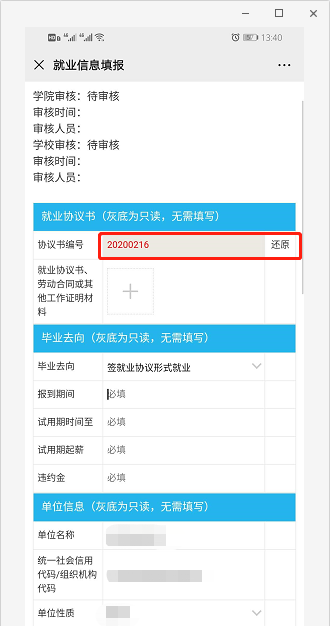 HD 4G 4G 13:40
就业信息填报
学院审核：待审核
审核时间：
审核人员：
学校审核：待审核
审核时间：
审核人员：
就业协议书（灰底为只读，无需填写）
协议书编号 20200216 还原
就业协议书、
劳动合同或其
他工作证明材
料
毕业去向（灰底为只读，无需填写）
毕业去向 签就业协议形式就业
报到期间 必填
试用期时间至 必填
试用期起薪 必填
违约金 必填
单位信息（灰底为只读，无需填写）
单位名称
统一社会信用
代码/组织机构
代码
单位性质